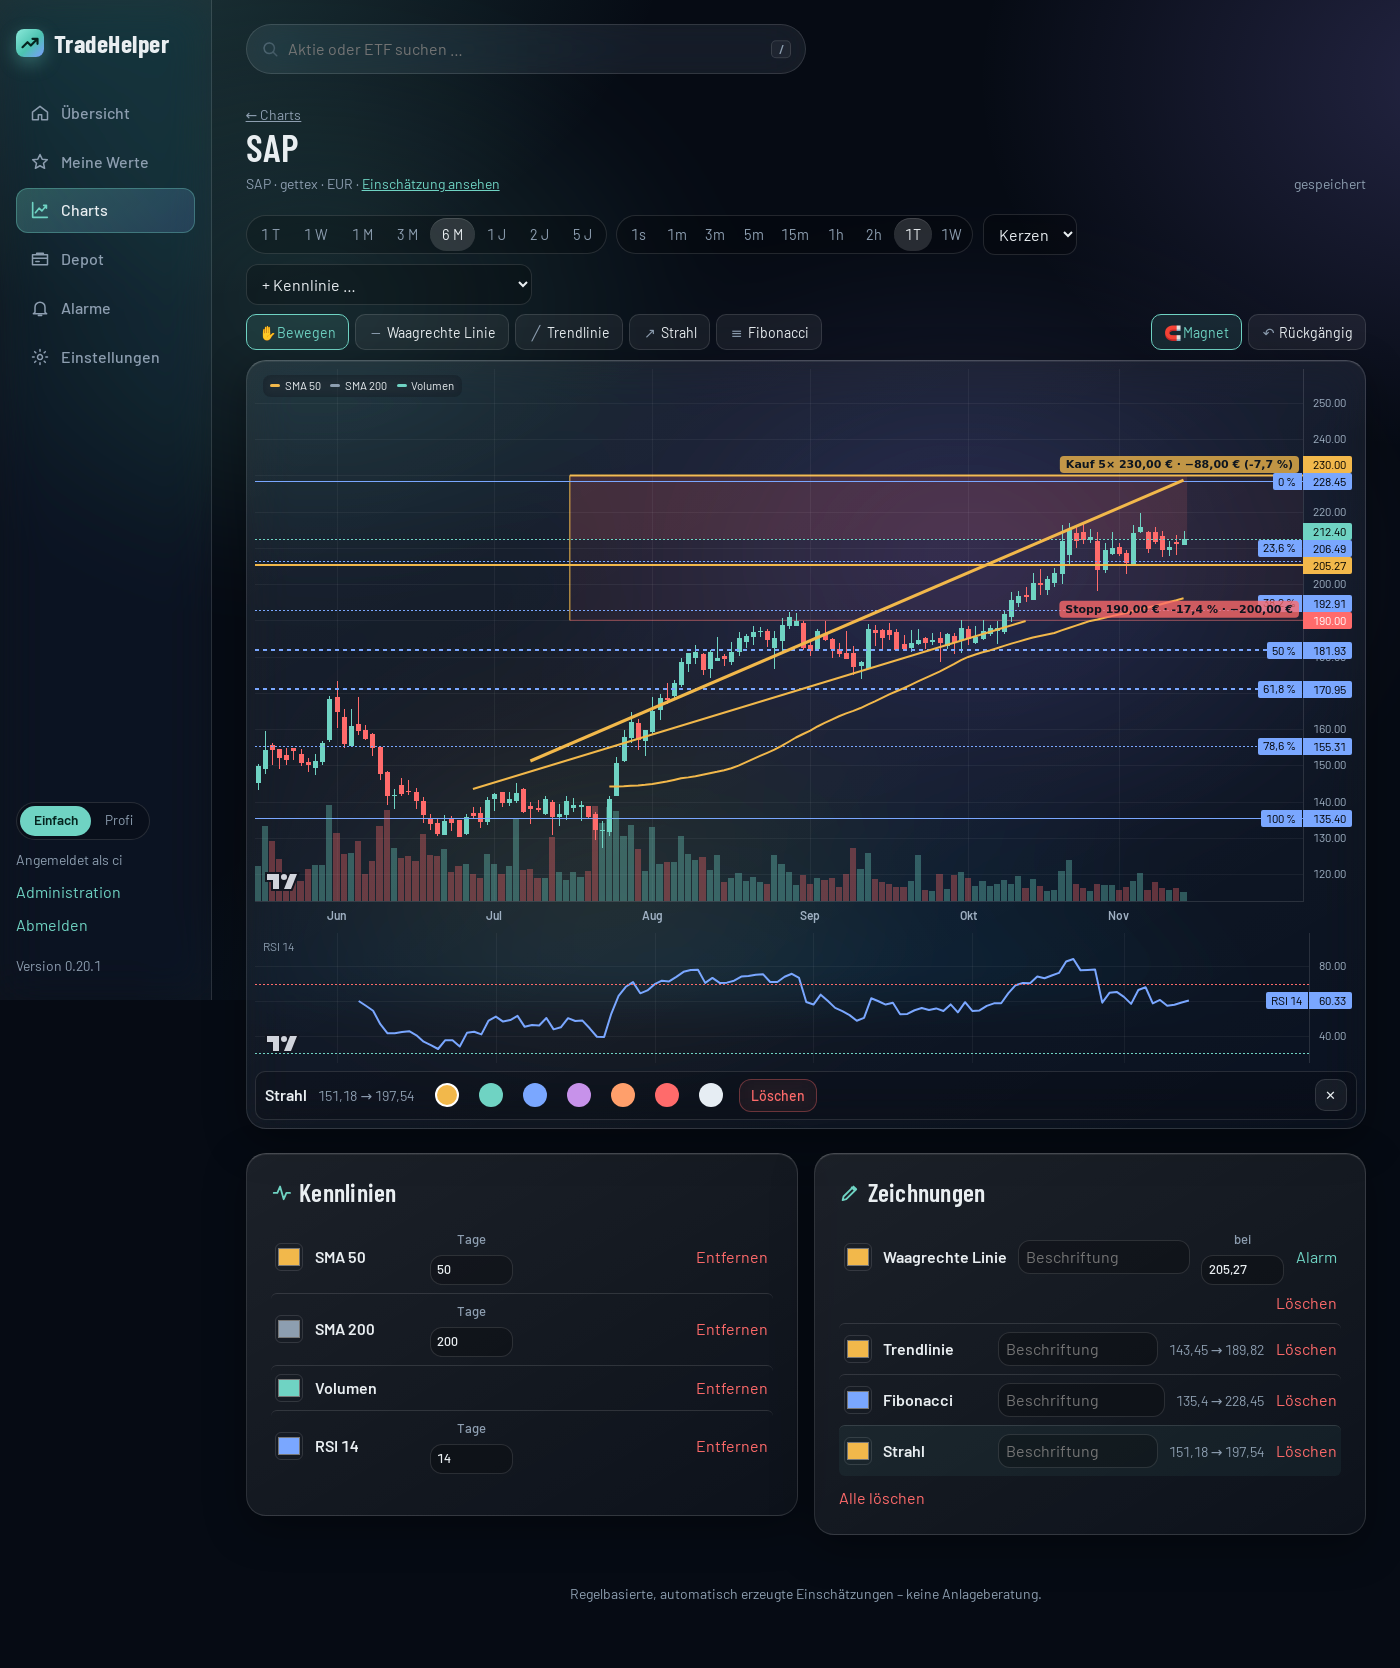 TradeHelper
Aktie oder ETF suchen …
/
Übersicht
Meine Werte
Charts
Depot
Alarme
Einstellungen
← Charts
SAP
SAP · gettex · EUR · Einschätzung ansehen
gespeichert
1 T 1 W 1 M 3 M 6 M 1 J 2 J 5 J
1s 1m 3m 5m 15m 1h 2h 1T 1W
Kerzen
+ Kennlinie …
Bewegen
Waagrechte Linie
Trendlinie
Strahl
Fibonacci
Magnet
Rückgängig
SMA 50 SMA 200 Volumen
250.00
240.00
Kauf 5× 230,00 € · −88,00 € (-7,7 %) 230.00
0 % 228.45
220.00
212.40
23,6 % 206.49
205.27
200.00
192.91
Stopp 190,00 € · -17,4 % · −200,00 €
190.00
50 % 181.93
61,8 % 170.95
160.00
78,6 % 155.31
150.00
140.00
100 % 135.40
130.00
120.00
Jun Jul Aug Sep Okt Nov
RSI 14
80.00
RSI 14 60.33
40.00
Strahl 151,18 → 197,54 Löschen ✕
Einfach Profi
Angemeldet als ci
Administration
Abmelden
Version 0.20.1
Kennlinien
Tage
SMA 50 50 Entfernen
Tage
SMA 200 200 Entfernen
Volumen Entfernen
Tage
RSI 14 14 Entfernen
Zeichnungen
bei
Waagrechte Linie Beschriftung 205,27 Alarm
Löschen
Trendlinie Beschriftung 143,45 → 189,82 Löschen
Fibonacci Beschriftung 135,4 → 228,45 Löschen
Strahl Beschriftung 151,18 → 197,54 Löschen
Alle löschen
Regelbasierte, automatisch erzeugte Einschätzungen – keine Anlageberatung.